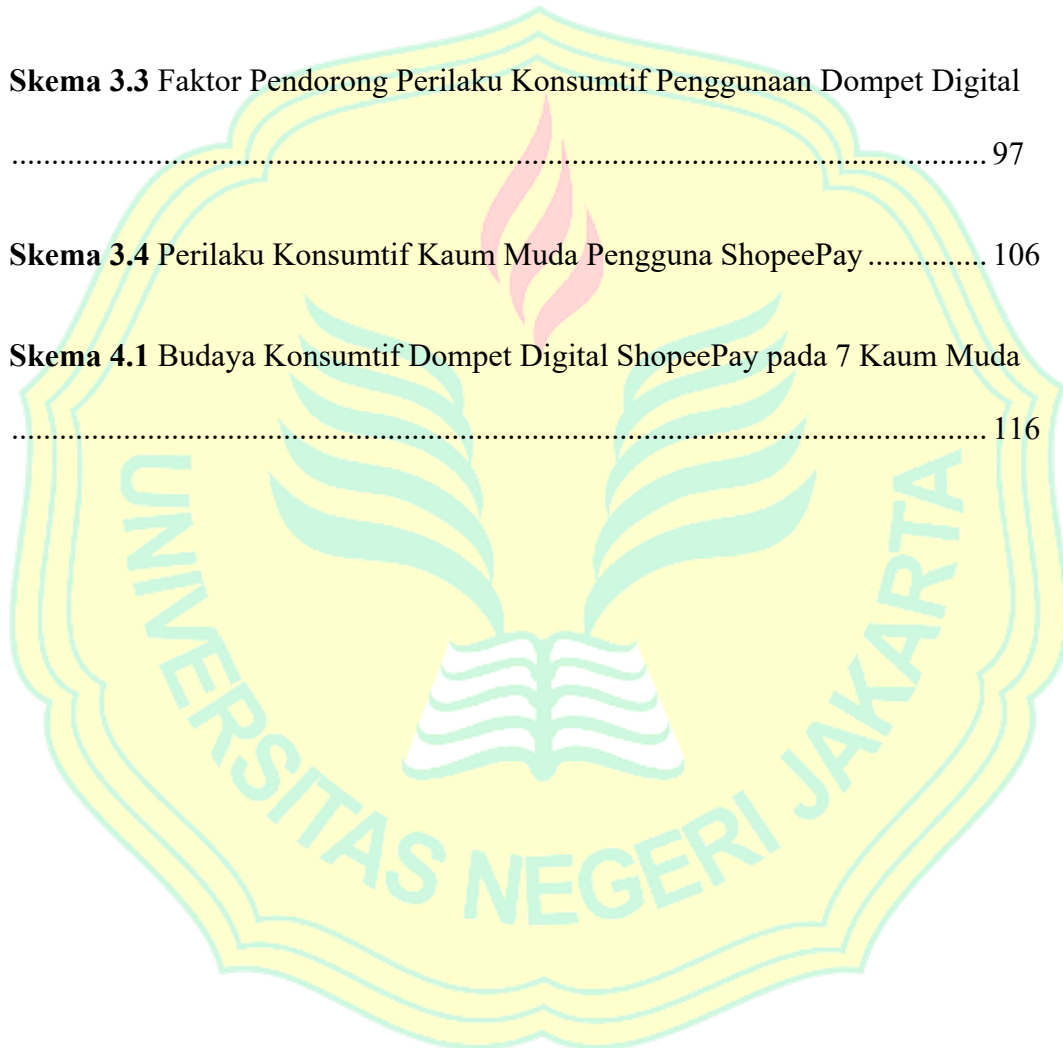 Skema 3.3 Faktor Pendorong Perilaku Konsumtif Penggunaan Dompet Digital
.......................................................................................................................... 97
Skema 3.4 Perilaku Konsumtif Kaum Muda Pengguna ShopeePay ............... 106
Skema 4.1 Budaya Konsumtif Dompet Digital ShopeePay pada 7 Kaum Muda
.......................................................................................................................... 116
UNIVERSITAS NEGERI JAKARTA